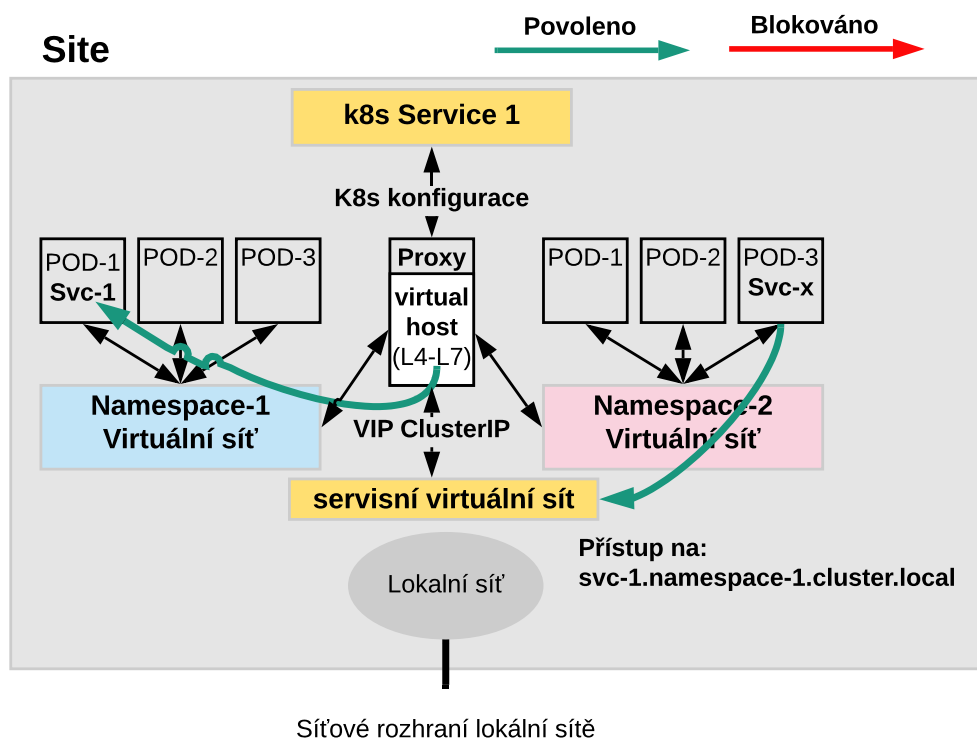 Site
Povoleno
Blokováno
k8s Service 1
K8s konfigurace
POD-1
Svc-1
POD-2
POD-3
Proxy
virtual
host
(L4-L7)
POD-1
POD-2
POD-3
Svc-x
Namespace-1
Virtuální síť
VIP ClusterIP
Namespace-2
Virtuální síť
servisní virtuální sít
Přístup na:
svc-1.namespace-1.cluster.local
Lokalní síť
Síťové rozhraní lokální sítě